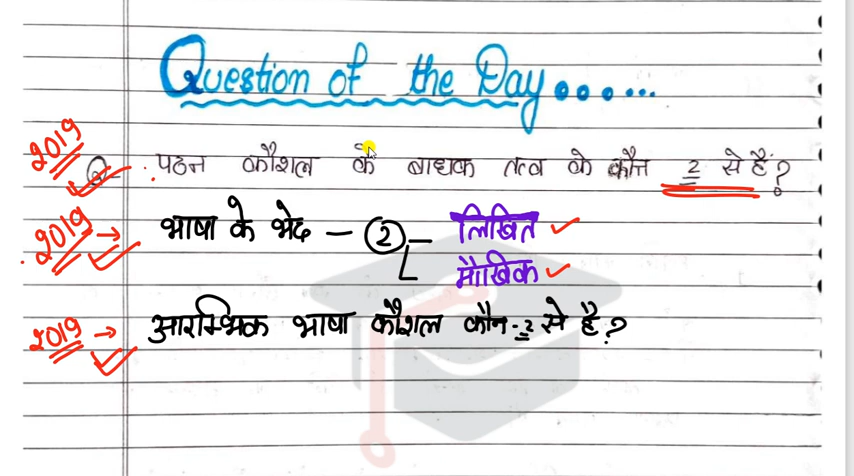 Question of the Day.........
2019 Q- पठन कौशल के बाधक तत्व के कौन 2 से हैं?
2019 → भाषा के भेद - 2 लिखित
मौखिक
2019 → आरम्भिक भाषा कौशल कौन-2 से है?